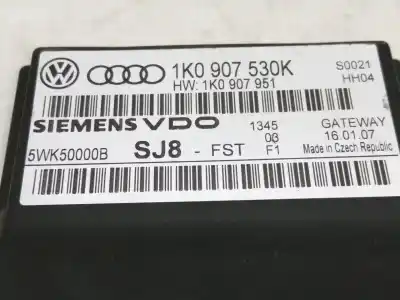 1K0 907 530K S0021
HW: 1K0 907 951 HH04
SIEMENS VDO 1345 GATEWAY
03 16.01.07
5WK50000B SJ8 - FST F1 Made in Czech Republic